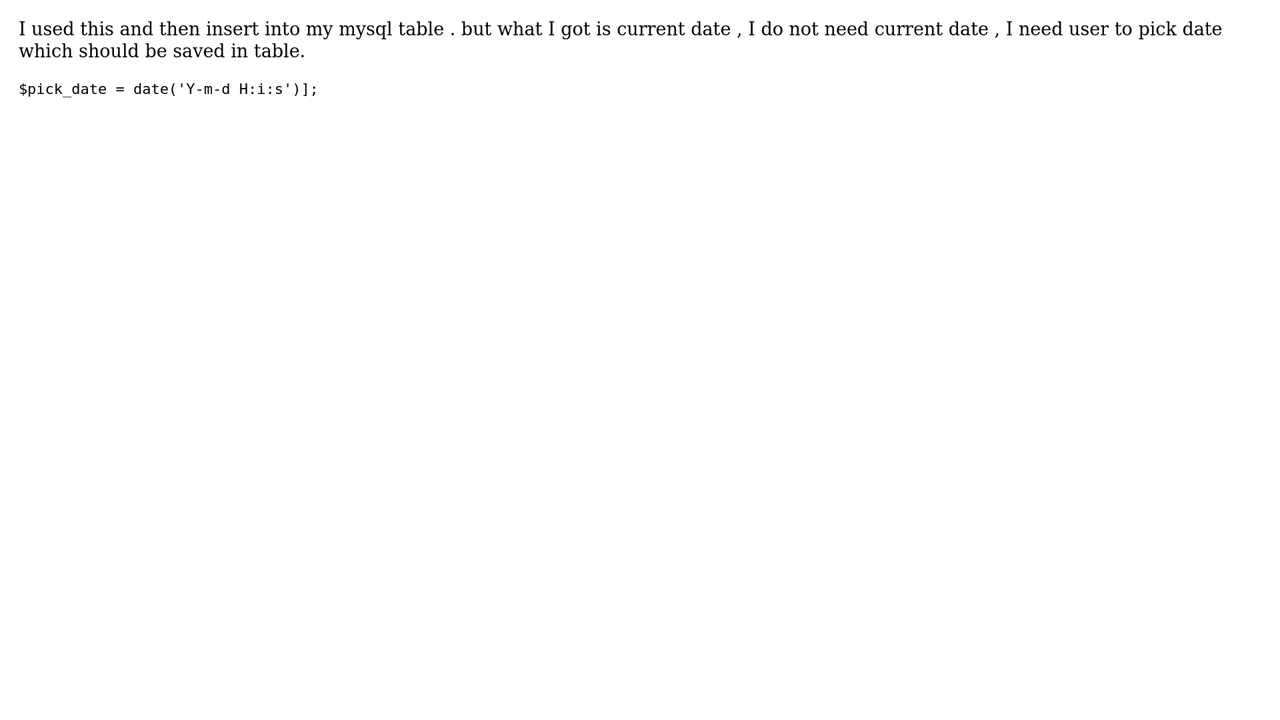 I used this and then insert into my mysql table . but what I got is current date , I do not need current date , I need user to pick date
which should be saved in table.
$pick_date = date('Y-m-d H:i:s')];